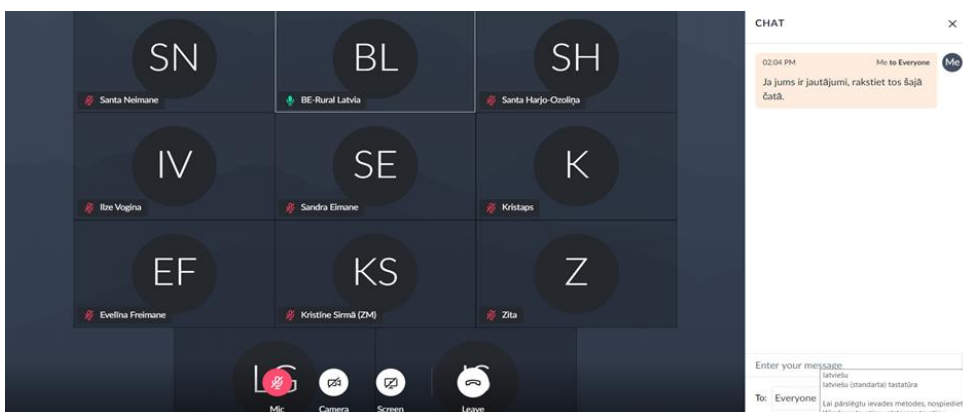 SN
BL
SH
Santa Neimane
BE-Rural Latvia
Santa Harjo-Ozoliņa
IV
SE
K
Ilze Vogina
Sandra Eimane
Kristaps
EF
KS
Z
Evelīna Freimane
Kristīne Sirmā (ZM)
Zita
Mic
Camera
Screen
Leave
CHAT
02:04 PM
Me to Everyone
Me
Ja jums ir jautājumi, rakstiet tos šajā
čatā.
Enter your message
latviešu
latviešu (standarta) tastatūra
To: Everyone
Lai pārslēgtu ievades metodes, nospiediet